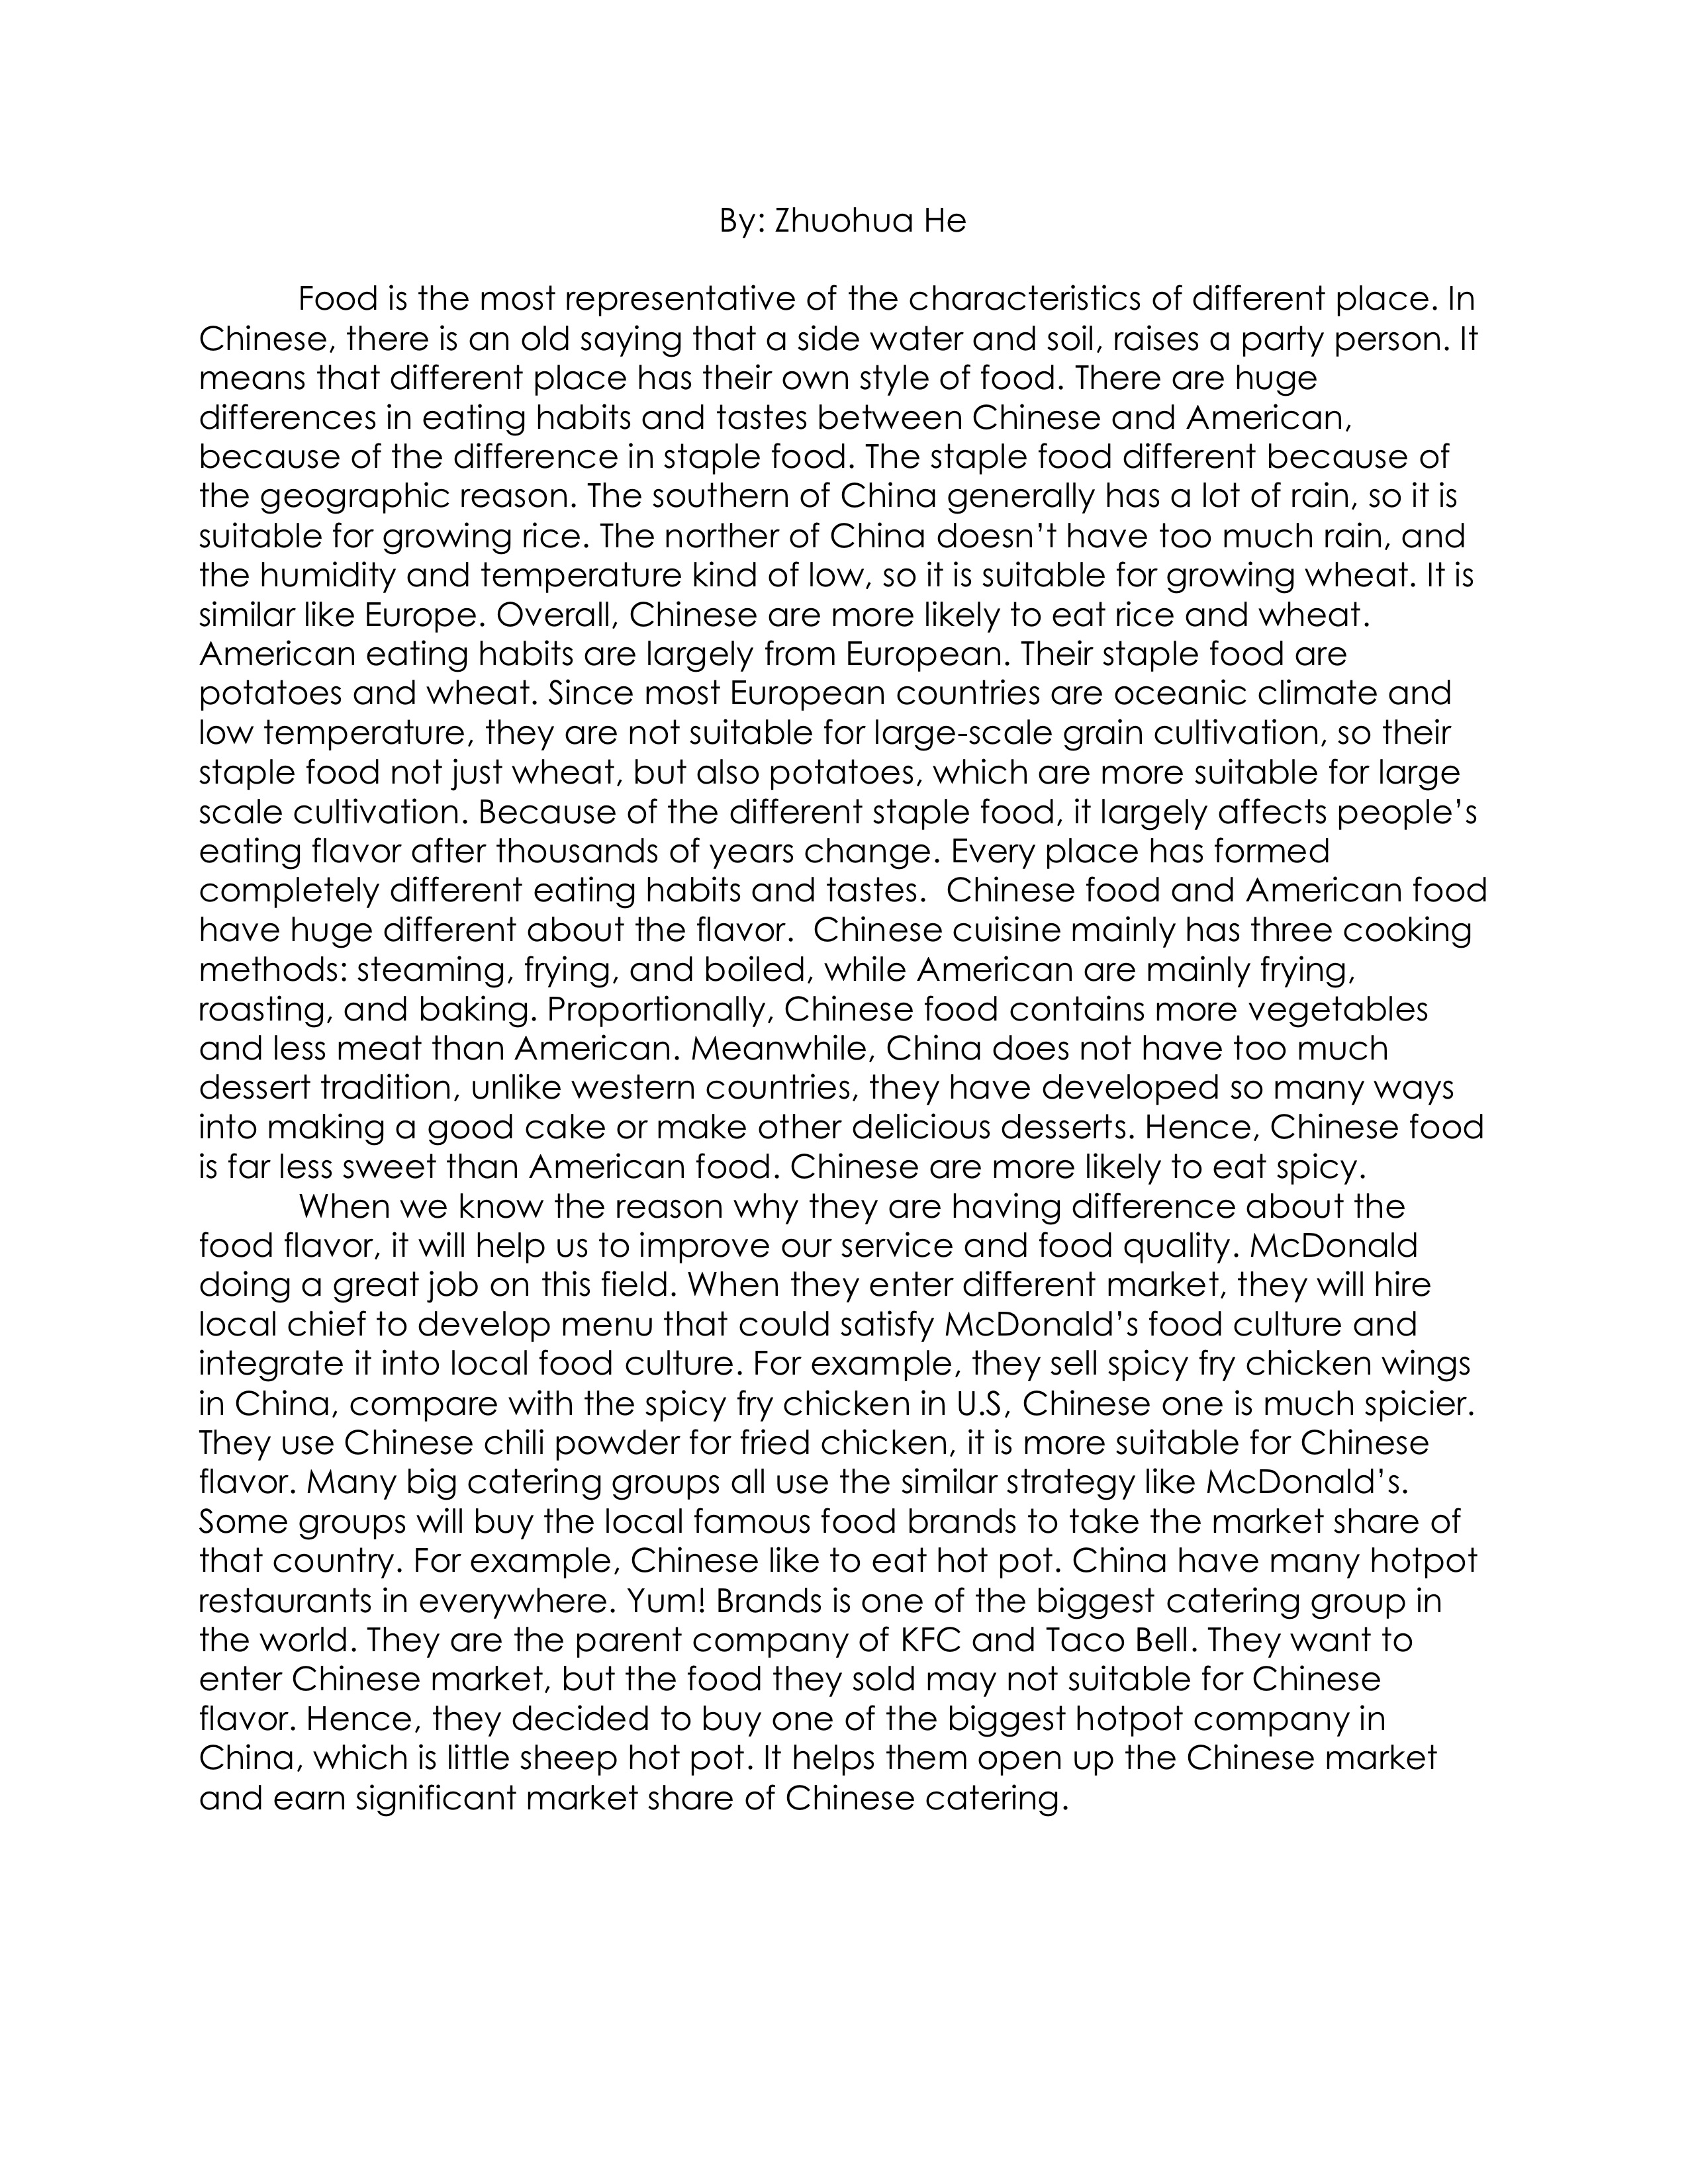 By: Zhuohua He
Food is the most representative of the characteristics of different place. In
Chinese, there is an old saying that a side water and soil, raises a party person. It
means that different place has their own style of food. There are huge
differences in eating habits and tastes between Chinese and American,
because of the difference in staple food. The staple food different because of
the geographic reason. The southern of China generally has a lot of rain, so it is
suitable for growing rice. The norther of China doesn’t have too much rain, and
the humidity and temperature kind of low, so it is suitable for growing wheat. It is
similar like Europe. Overall, Chinese are more likely to eat rice and wheat.
American eating habits are largely from European. Their staple food are
potatoes and wheat. Since most European countries are oceanic climate and
low temperature, they are not suitable for large-scale grain cultivation, so their
staple food not just wheat, but also potatoes, which are more suitable for large
scale cultivation. Because of the different staple food, it largely affects people’s
eating flavor after thousands of years change. Every place has formed
completely different eating habits and tastes.  Chinese food and American food
have huge different about the flavor.  Chinese cuisine mainly has three cooking
methods: steaming, frying, and boiled, while American are mainly frying,
roasting, and baking. Proportionally, Chinese food contains more vegetables
and less meat than American. Meanwhile, China does not have too much
dessert tradition, unlike western countries, they have developed so many ways
into making a good cake or make other delicious desserts. Hence, Chinese food
is far less sweet than American food. Chinese are more likely to eat spicy.
When we know the reason why they are having difference about the
food flavor, it will help us to improve our service and food quality. McDonald
doing a great job on this field. When they enter different market, they will hire
local chief to develop menu that could satisfy McDonald’s food culture and
integrate it into local food culture. For example, they sell spicy fry chicken wings
in China, compare with the spicy fry chicken in U.S, Chinese one is much spicier.
They use Chinese chili powder for fried chicken, it is more suitable for Chinese
flavor. Many big catering groups all use the similar strategy like McDonald’s.
Some groups will buy the local famous food brands to take the market share of
that country. For example, Chinese like to eat hot pot. China have many hotpot
restaurants in everywhere. Yum! Brands is one of the biggest catering group in
the world. They are the parent company of KFC and Taco Bell. They want to
enter Chinese market, but the food they sold may not suitable for Chinese
flavor. Hence, they decided to buy one of the biggest hotpot company in
China, which is little sheep hot pot. It helps them open up the Chinese market
and earn significant market share of Chinese catering.